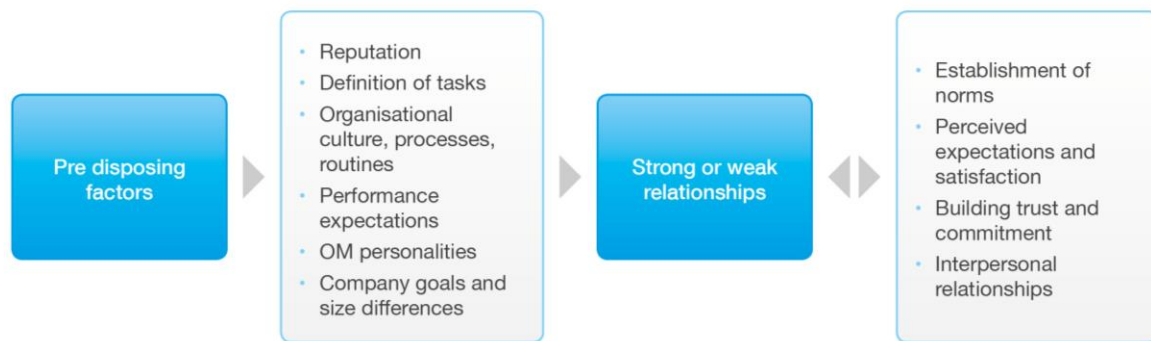 Pre disposing
factors
• Reputation
• Definition of tasks
• Organisational
culture, processes,
routines
• Performance
expectations
• OM personalities
• Company goals and
size differences
Strong or weak
relationships
• Establishment of
norms
• Perceived
expectations and
satisfaction
• Building trust and
commitment
• Interpersonal
relationships